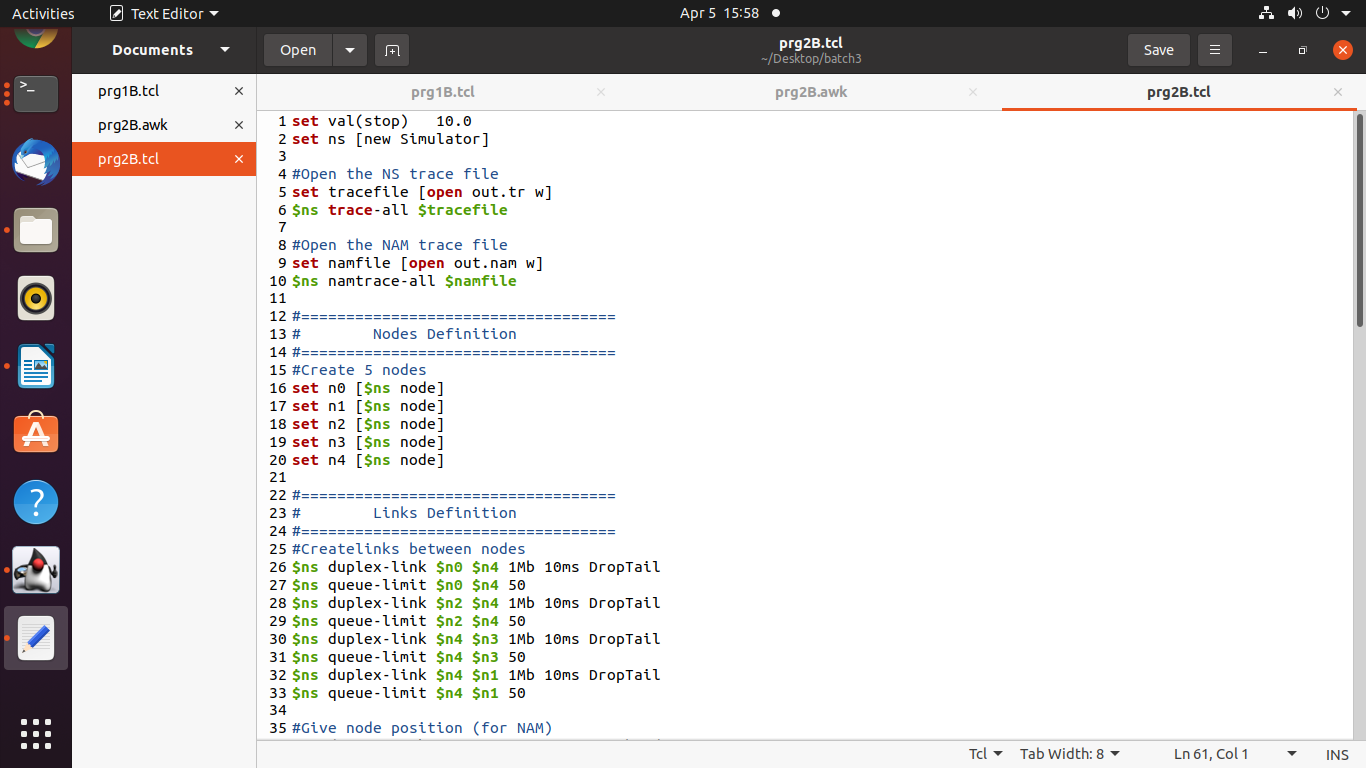 Activities Text Editor Apr 5 15:58
Documents Open prg2B.tcl Save
~/Desktop/batch3
prg1B.tcl
prg2B.awk
prg2B.tcl
prg1B.tcl prg2B.awk prg2B.tcl
1 set val(stop)   10.0
2 set ns [new Simulator]
3
4 #Open the NS trace file
5 set tracefile [open out.tr w]
6 $ns trace-all $tracefile
7
8 #Open the NAM trace file
9 set namfile [open out.nam w]
10 $ns namtrace-all $namfile
11
12 #===================================
13 #        Nodes Definition
14 #===================================
15 #Create 5 nodes
16 set n0 [$ns node]
17 set n1 [$ns node]
18 set n2 [$ns node]
19 set n3 [$ns node]
20 set n4 [$ns node]
21
22 #===================================
23 #        Links Definition
24 #===================================
25 #Createlinks between nodes
26 $ns duplex-link $n0 $n4 1Mb 10ms DropTail
27 $ns queue-limit $n0 $n4 50
28 $ns duplex-link $n2 $n4 1Mb 10ms DropTail
29 $ns queue-limit $n2 $n4 50
30 $ns duplex-link $n4 $n3 1Mb 10ms DropTail
31 $ns queue-limit $n4 $n3 50
32 $ns duplex-link $n4 $n1 1Mb 10ms DropTail
33 $ns queue-limit $n4 $n1 50
34
35 #Give node position (for NAM)
Tcl Tab Width: 8 Ln 61, Col 1 INS